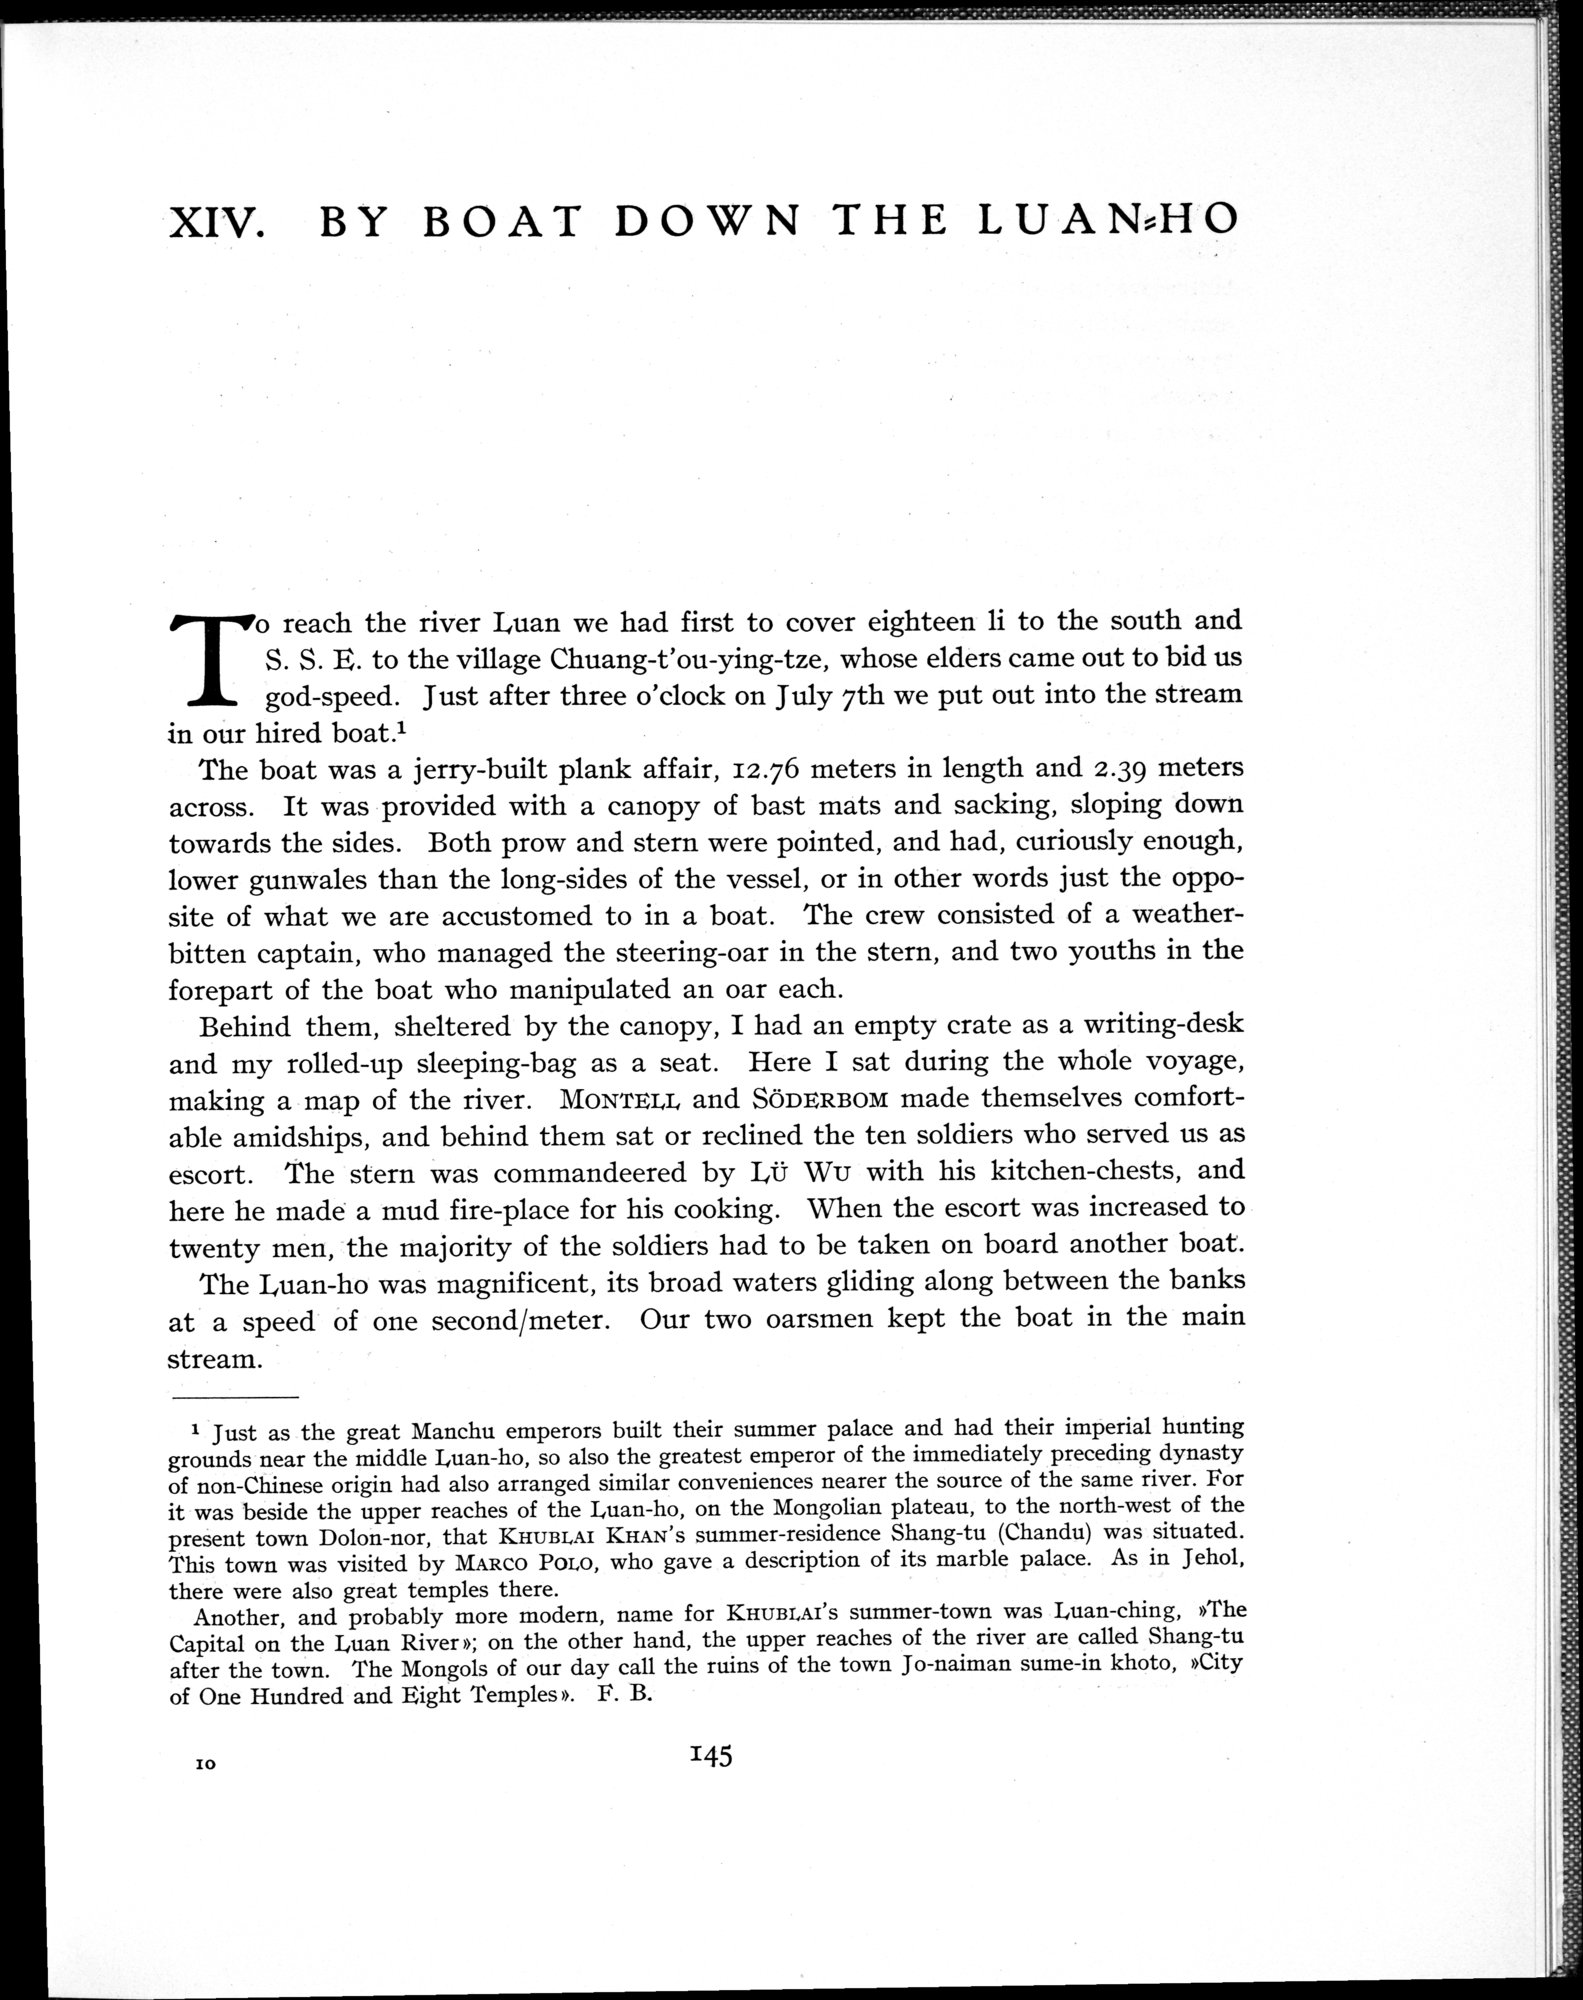 XIV. BY BOAT DOWN THE LUAN-HO
To reach the river Luan we had first to cover eighteen li to the south and
S. S. E. to the village Chuang-t'ou-ying-tze, whose elders came out to bid us
god-speed. Just after three o'clock on July 7th we put out into the stream
in our hired boat.¹
The boat was a jerry-built plank affair, 12.76 meters in length and 2.39 meters
across. It was provided with a canopy of bast mats and sacking, sloping down
towards the sides. Both prow and stern were pointed, and had, curiously enough,
lower gunwales than the long-sides of the vessel, or in other words just the oppo-
site of what we are accustomed to in a boat. The crew consisted of a weather-
bitten captain, who managed the steering-oar in the stern, and two youths in the
forepart of the boat who manipulated an oar each.
Behind them, sheltered by the canopy, I had an empty crate as a writing-desk
and my rolled-up sleeping-bag as a seat. Here I sat during the whole voyage,
making a map of the river. MONTELL and SÖDERBOM made themselves comfort-
able amidships, and behind them sat or reclined the ten soldiers who served us as
escort. The stern was commandeered by LÜ WU with his kitchen-chests, and
here he made a mud fire-place for his cooking. When the escort was increased to
twenty men, the majority of the soldiers had to be taken on board another boat.
The Luan-ho was magnificent, its broad waters gliding along between the banks
at a speed of one second/meter. Our two oarsmen kept the boat in the main
stream.
¹ Just as the great Manchu emperors built their summer palace and had their imperial hunting
grounds near the middle Luan-ho, so also the greatest emperor of the immediately preceding dynasty
of non-Chinese origin had also arranged similar conveniences nearer the source of the same river. For
it was beside the upper reaches of the Luan-ho, on the Mongolian plateau, to the north-west of the
present town Dolon-nor, that KHUBLAI KHAN's summer-residence Shang-tu (Chandu) was situated.
This town was visited by MARCO POLO, who gave a description of its marble palace. As in Jehol,
there were also great temples there.
Another, and probably more modern, name for KHUBLAI's summer-town was Luan-ching, »The
Capital on the Luan River»; on the other hand, the upper reaches of the river are called Shang-tu
after the town. The Mongols of our day call the ruins of the town Jo-naiman sume-in khoto, »City
of One Hundred and Eight Temples». F. B.
10
145